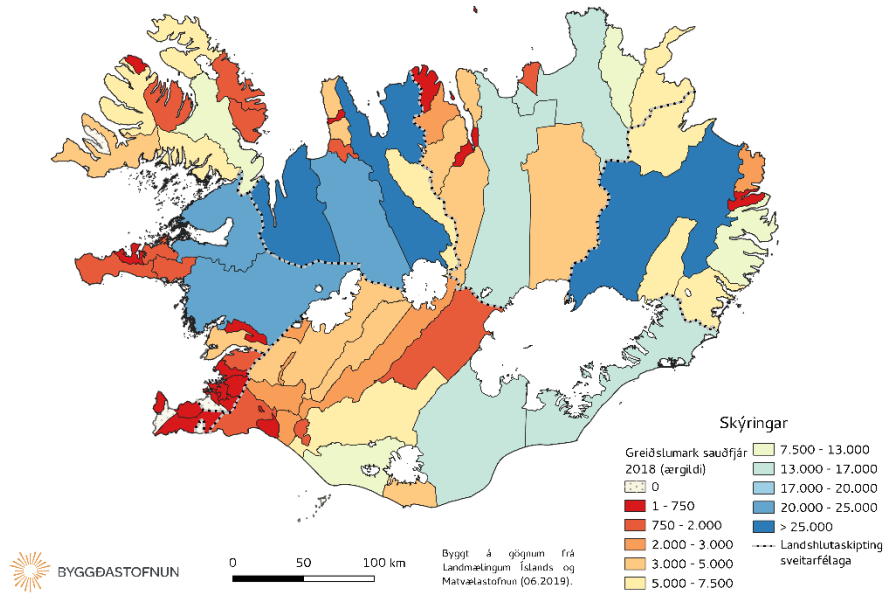 Skýringar
Greiðslumark sauðfjár
2018 (ærgildi)
0
1 - 750
750 - 2.000
2.000 - 3.000
3.000 - 5.000
5.000 - 7.500
7.500 - 13.000
13.000 - 17.000
17.000 - 20.000
20.000 - 25.000
> 25.000
Landshlutaskipting
sveitarfélaga
BYGGÐASTOFNUN
0 50 100 km
Byggt á gögnum frá
Landmælingum Íslands og
Matvælastofnun (06.2019).